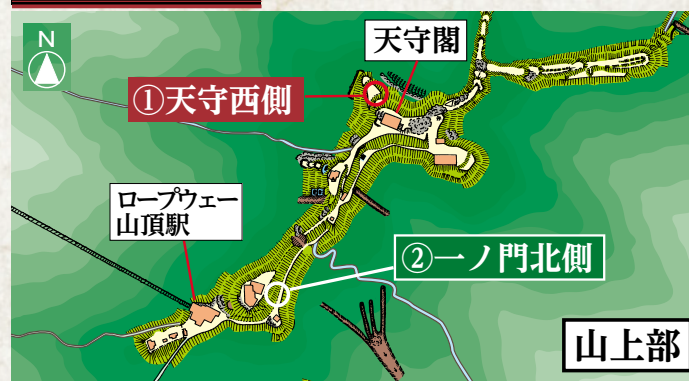 N
天守閣
①天守西側
ロープウェー
山頂駅
②一ノ門北側
山上部